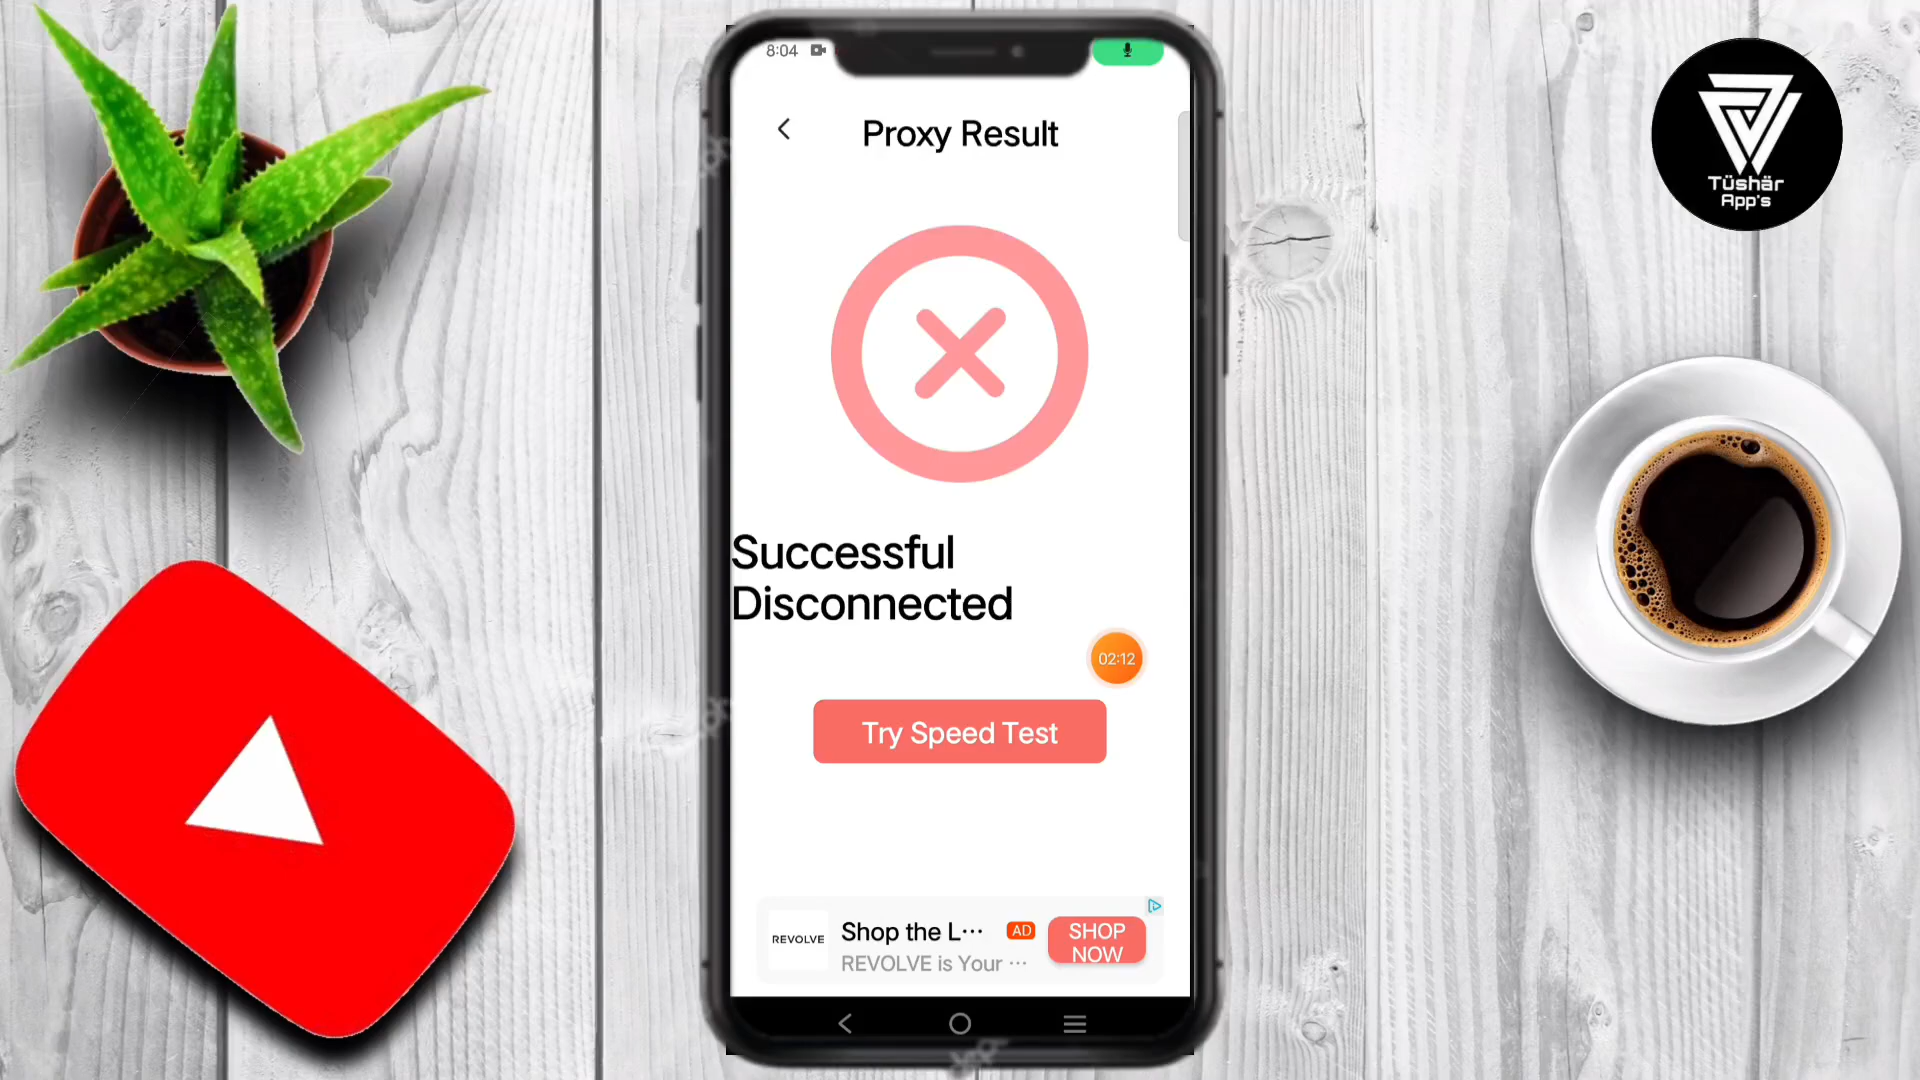 8:04
Proxy Result
Successful
Disconnected
02:12
Try Speed Test
REVOLVE
Shop the L···
AD
REVOLVE is Your ···
SHOP
NOW
Tüshär
App's